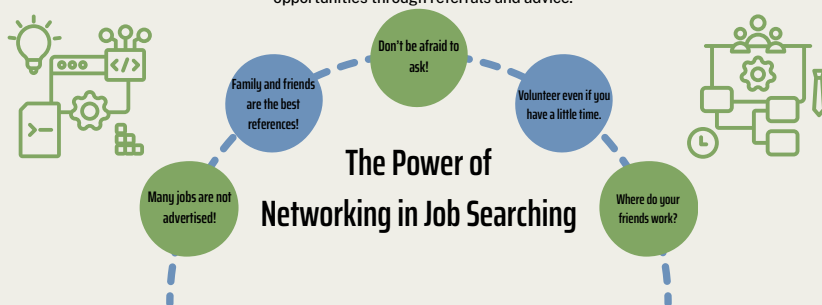 opportunities through referrals and advice.
Don't be afraid to
ask!
Family and friends
are the best
references!
Volunteer even if you
have a little time.
The Power of
Networking in Job Searching
Many jobs are not
advertised!
Where do your
friends work?